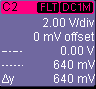 C2 FLT DC1M
2.00 V/div
0 mV offset
----- 0.00 V
----- 640 mV
Δy 640 mV